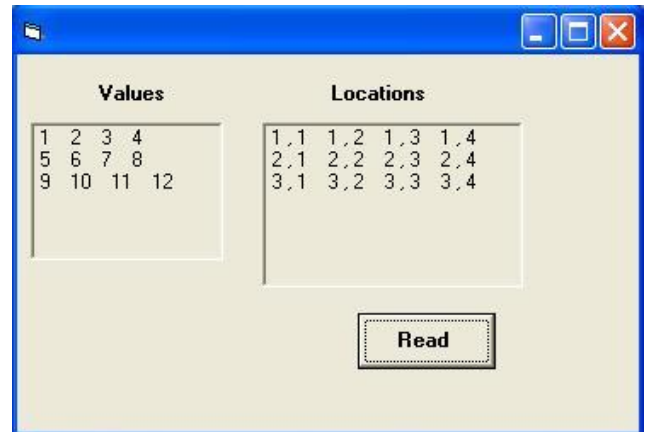 Values
1 2 3 4
5 6 7 8
9 10 11 12
Locations
1,1 1,2 1,3 1,4
2,1 2,2 2,3 2,4
3,1 3,2 3,3 3,4
Read